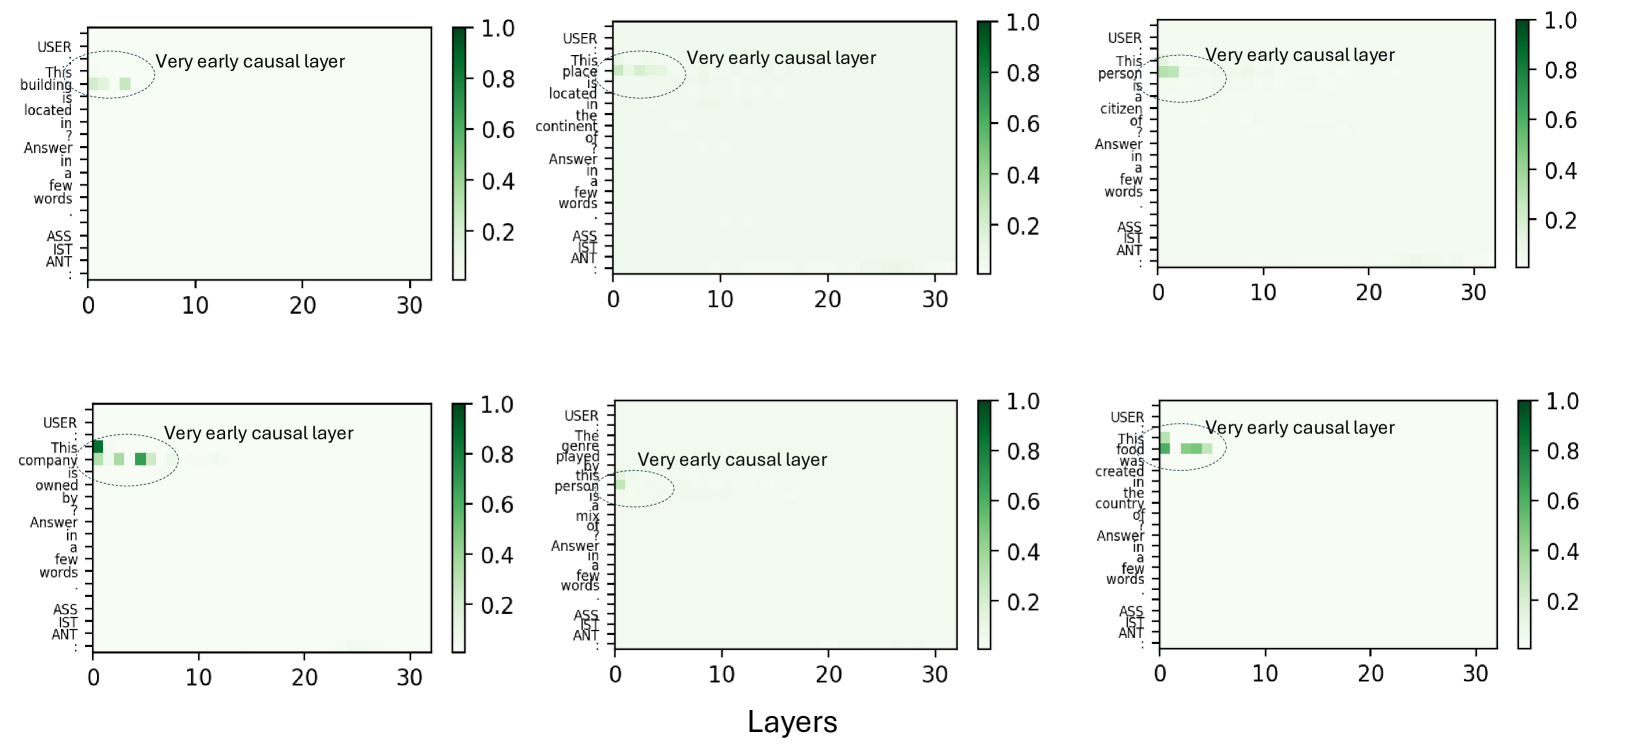 USER
:
This
building
is
located
in
?
Answer
in
a
few
words
.
ASS
IST
ANT
:
Very early causal layer
0 10 20 30
1.0
0.8
0.6
0.4
0.2
USER
:
This
place
is
located
in
the
continent
of
?
Answer
in
a
few
words
.
ASS
IST
ANT
:
Very early causal layer
0 10 20 30
1.0
0.8
0.6
0.4
0.2
USER
:
This
person
is
a
citizen
of
?
Answer
in
a
few
words
.
ASS
IST
ANT
:
Very early causal layer
0 10 20 30
1.0
0.8
0.6
0.4
0.2
USER
:
This
company
is
owned
by
?
Answer
in
a
few
words
.
ASS
IST
ANT
:
Very early causal layer
0 10 20 30
1.0
0.8
0.6
0.4
0.2
USER
:
The
genre
played
by
this
person
is
a
mix
of
?
Answer
in
a
few
words
.
ASS
IST
ANT
:
Very early causal layer
0 10 20 30
1.0
0.8
0.6
0.4
0.2
USER
:
This
food
was
created
in
the
country
of
?
Answer
in
a
few
words
.
ASS
IST
ANT
:
Very early causal layer
0 10 20 30
1.0
0.8
0.6
0.4
0.2
Layers